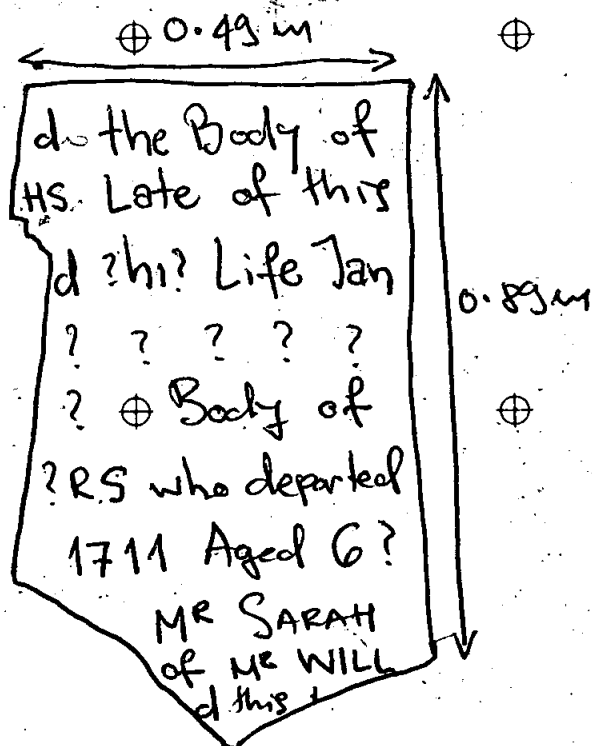 0.49 m
d the Body of
HS. Late of this
d ?hi? Life Jan
0.89 m
? ? ? ? ?
? Body of
?RS who departed
1711 Aged 6?
MR SARAH
of MR WILL
d this